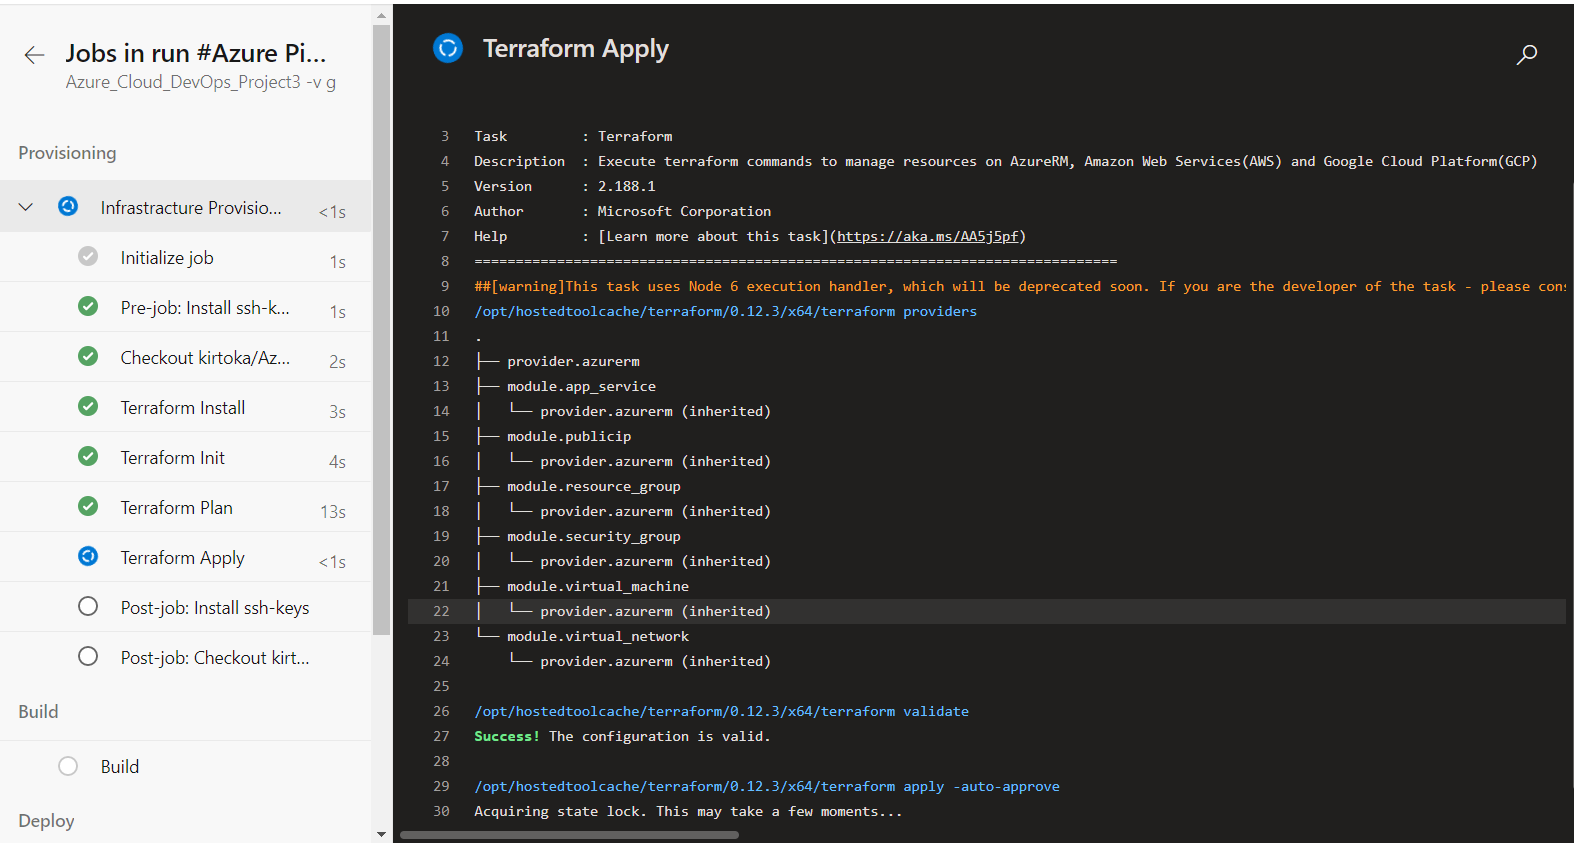 Jobs in run #Azure Pi...
Azure_Cloud_DevOps_Project3 -v g
Provisioning
Infrastracture Provisio... <1s
Initialize job 1s
Pre-job: Install ssh-k... 1s
Checkout kirtoka/Az... 2s
Terraform Install 3s
Terraform Init 4s
Terraform Plan 13s
Terraform Apply <1s
Post-job: Install ssh-keys
Post-job: Checkout kirt...
Build
Build
Deploy
Terraform Apply
3 Task : Terraform
4 Description : Execute terraform commands to manage resources on AzureRM, Amazon Web Services(AWS) and Google Cloud Platform(GCP)
5 Version : 2.188.1
6 Author : Microsoft Corporation
7 Help : [Learn more about this task](https://aka.ms/AA5j5pf)
8 ==============================================================================
9 ##[warning]This task uses Node 6 execution handler, which will be deprecated soon. If you are the developer of the task - please cons
10 /opt/hostedtoolcache/terraform/0.12.3/x64/terraform providers
11 .
12 ├── provider.azurerm
13 ├── module.app_service
14 │   └── provider.azurerm (inherited)
15 ├── module.publicip
16 │   └── provider.azurerm (inherited)
17 ├── module.resource_group
18 │   └── provider.azurerm (inherited)
19 ├── module.security_group
20 │   └── provider.azurerm (inherited)
21 ├── module.virtual_machine
22 │   └── provider.azurerm (inherited)
23 └── module.virtual_network
24     └── provider.azurerm (inherited)
25
26 /opt/hostedtoolcache/terraform/0.12.3/x64/terraform validate
27 Success! The configuration is valid.
28
29 /opt/hostedtoolcache/terraform/0.12.3/x64/terraform apply -auto-approve
30 Acquiring state lock. This may take a few moments...